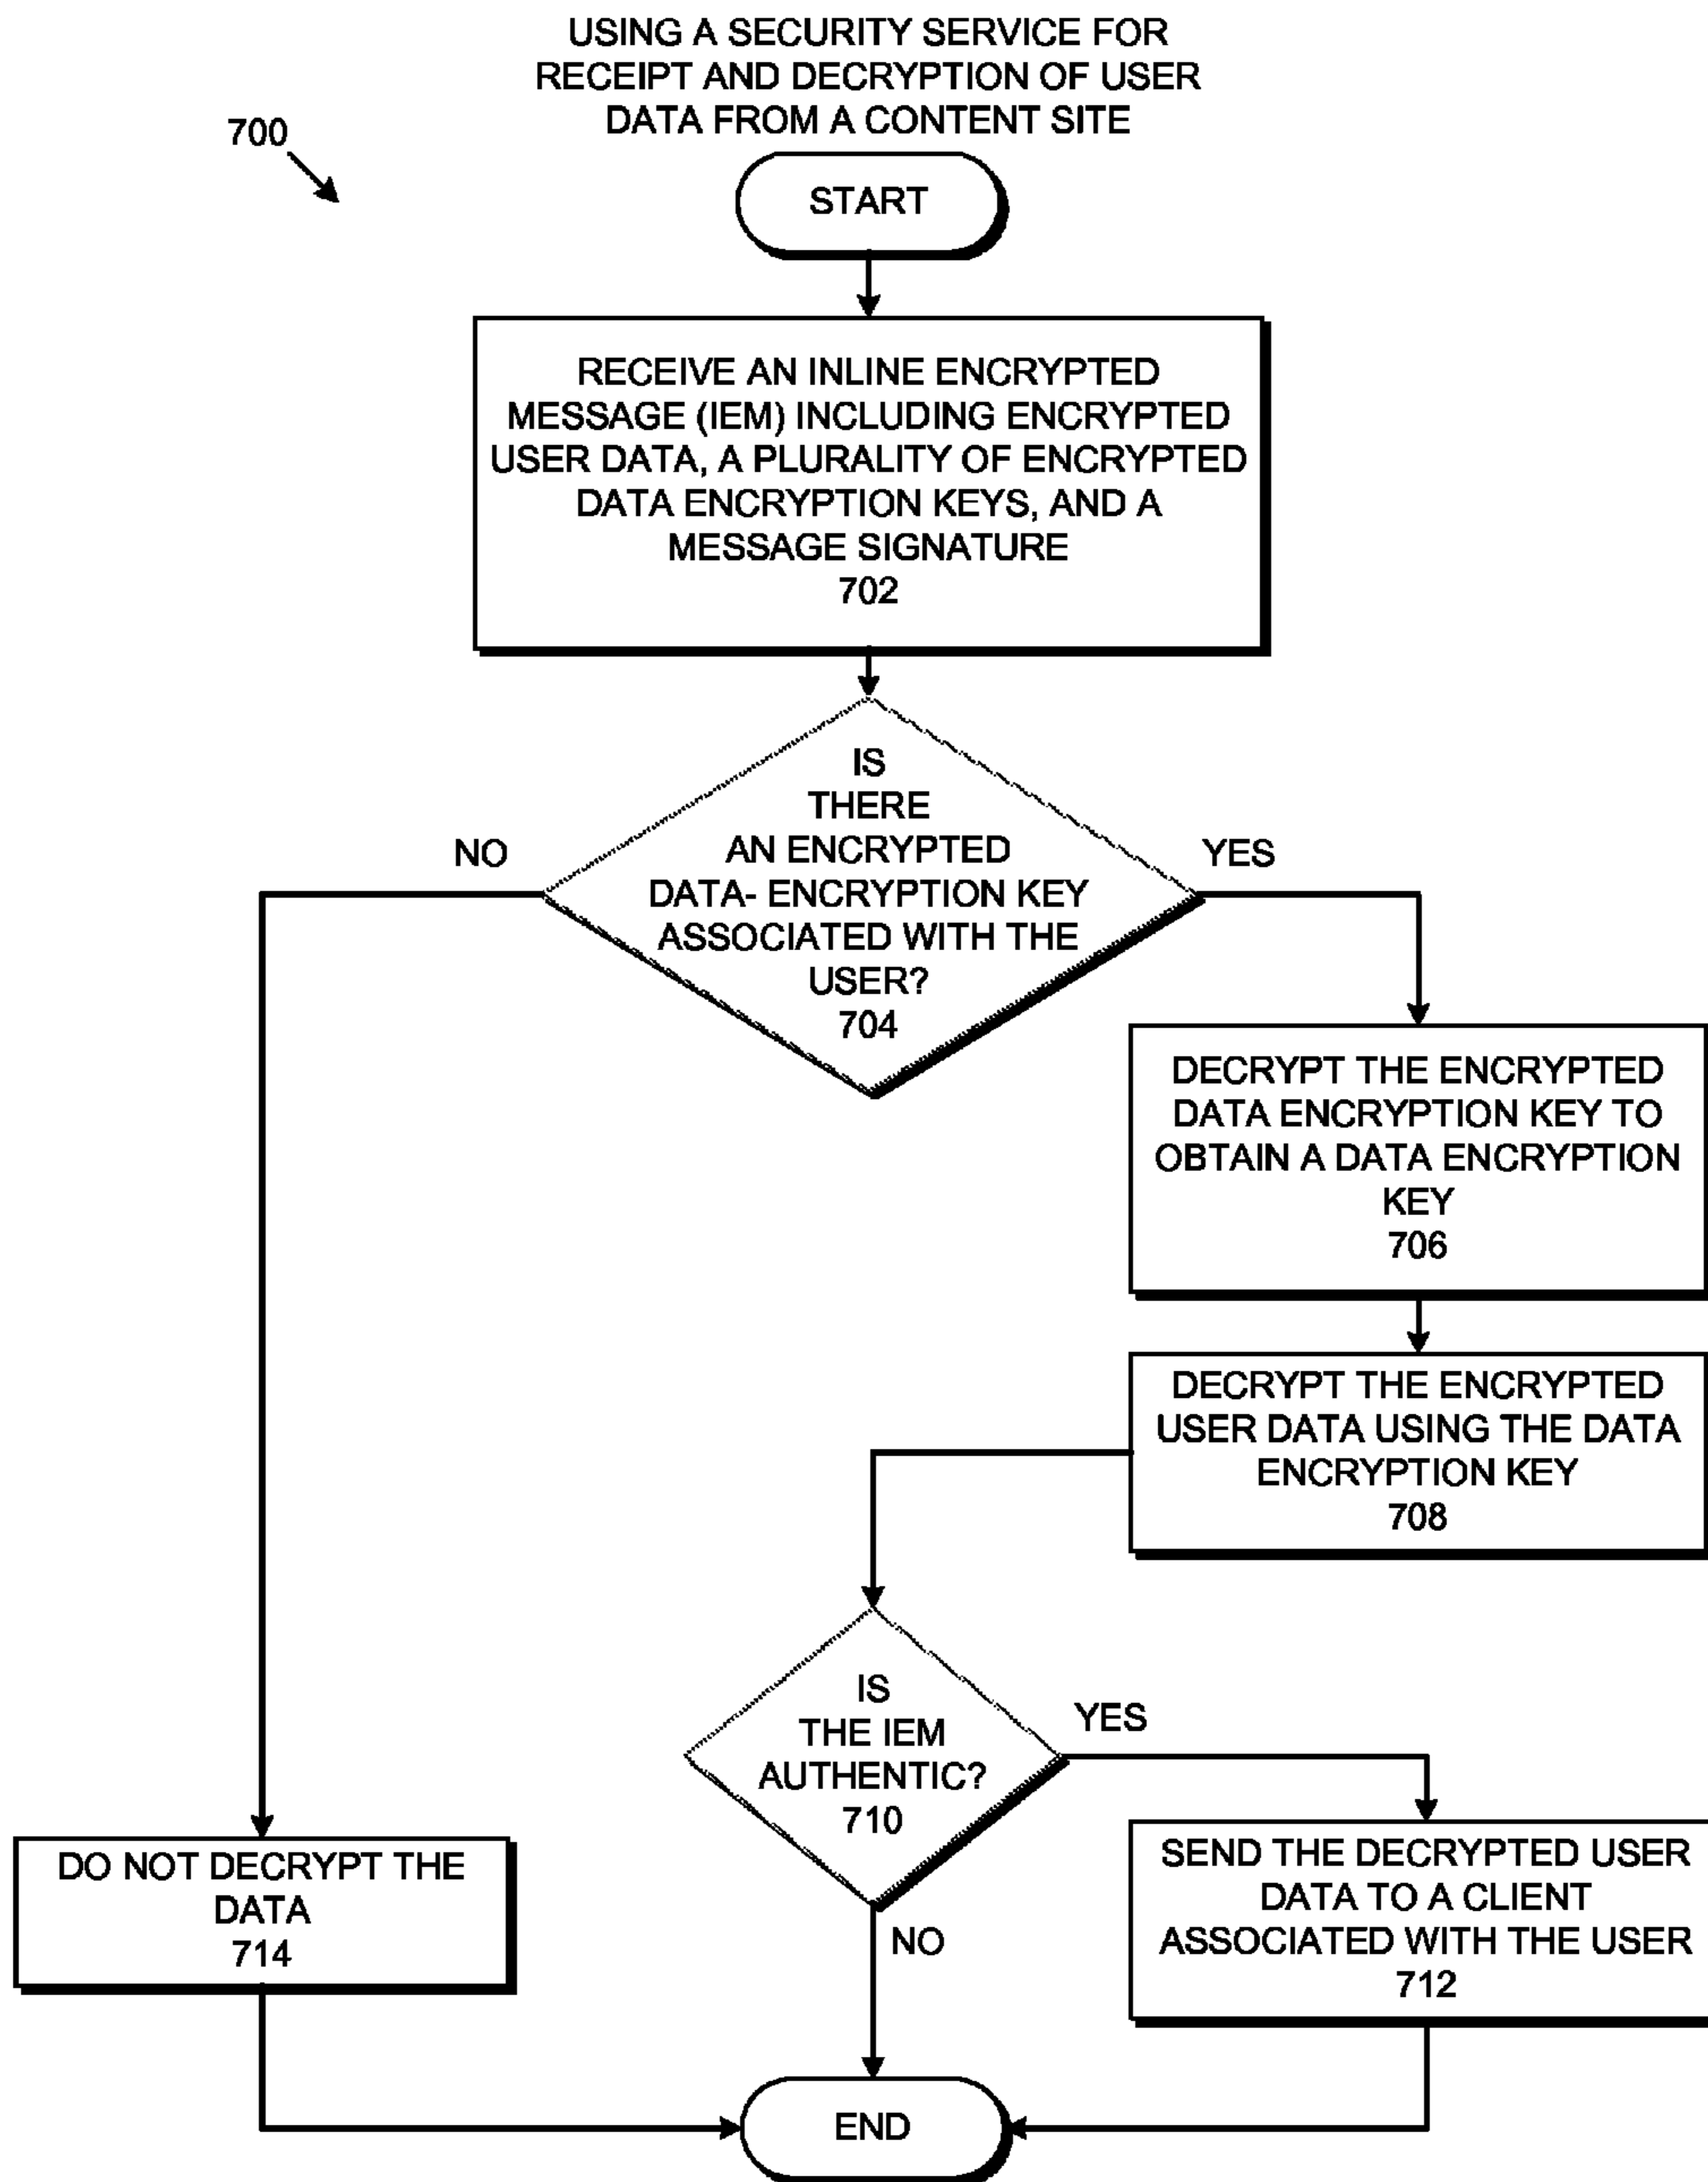 USING A SECURITY SERVICE FOR
RECEIPT AND DECRYPTION OF USER
DATA FROM A CONTENT SITE
700
START
RECEIVE AN INLINE ENCRYPTED
MESSAGE (IEM) INCLUDING ENCRYPTED
USER DATA, A PLURALITY OF ENCRYPTED
DATA ENCRYPTION KEYS, AND A
MESSAGE SIGNATURE
702
IS
THERE
AN ENCRYPTED
DATA- ENCRYPTION KEY
ASSOCIATED WITH THE
USER?
704
NO
YES
DECRYPT THE ENCRYPTED
DATA ENCRYPTION KEY TO
OBTAIN A DATA ENCRYPTION
KEY
706
DECRYPT THE ENCRYPTED
USER DATA USING THE DATA
ENCRYPTION KEY
708
IS
THE IEM
AUTHENTIC?
710
YES
NO
SEND THE DECRYPTED USER
DATA TO A CLIENT
ASSOCIATED WITH THE USER
712
DO NOT DECRYPT THE
DATA
714
END